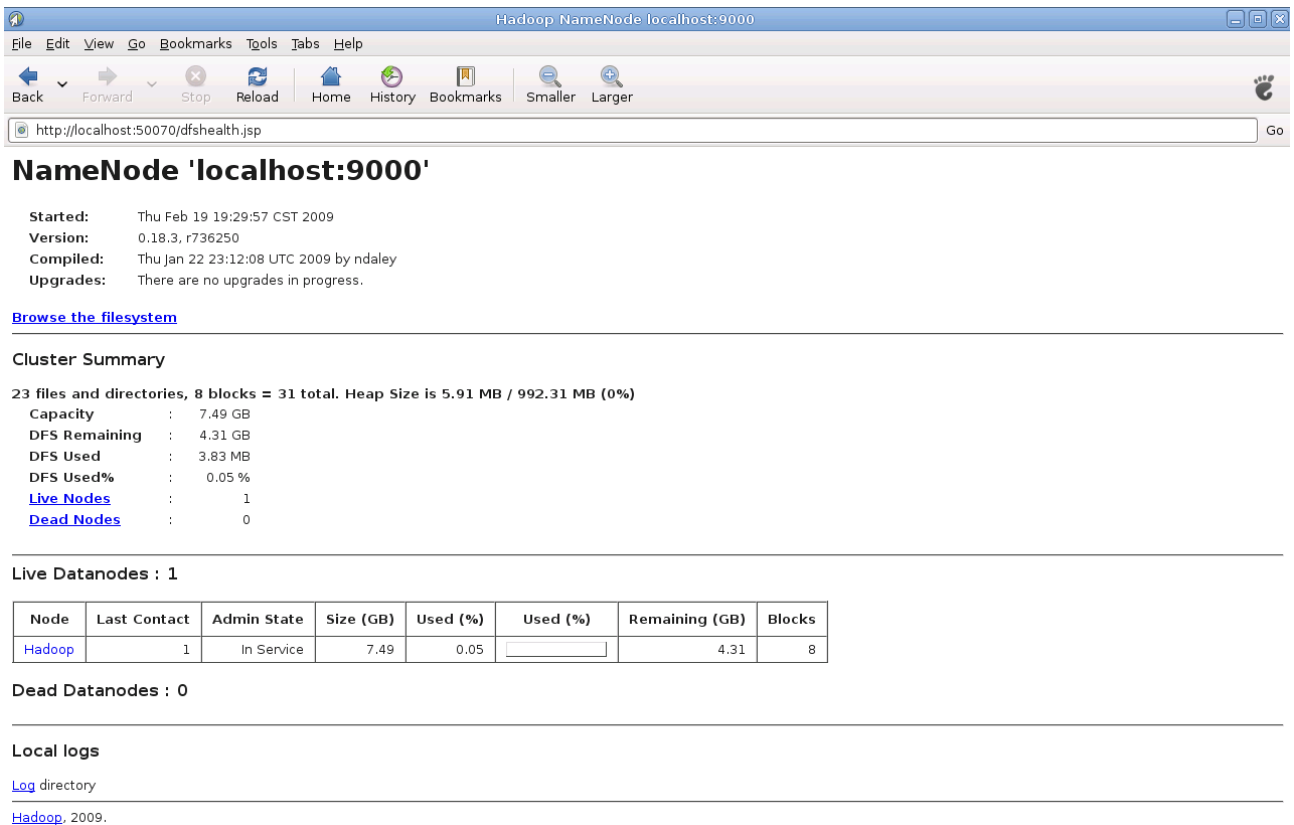 Hadoop NameNode localhost:9000
File Edit View Go Bookmarks Tools Tabs Help
Back Forward Stop Reload Home History Bookmarks Smaller Larger
http://localhost:50070/dfshealth.jsp Go
NameNode 'localhost:9000'
Started: Thu Feb 19 19:29:57 CST 2009
Version: 0.18.3, r736250
Compiled: Thu Jan 22 23:12:08 UTC 2009 by ndaley
Upgrades: There are no upgrades in progress.
Browse the filesystem
Cluster Summary
23 files and directories, 8 blocks = 31 total. Heap Size is 5.91 MB / 992.31 MB (0%)
Capacity : 7.49 GB
DFS Remaining : 4.31 GB
DFS Used : 3.83 MB
DFS Used% : 0.05 %
Live Nodes : 1
Dead Nodes : 0
Live Datanodes : 1
Node Last Contact Admin State Size (GB) Used (%) Used (%) Remaining (GB) Blocks
Hadoop 1 In Service 7.49 0.05 4.31 8
Dead Datanodes : 0
Local logs
Log directory
Hadoop, 2009.